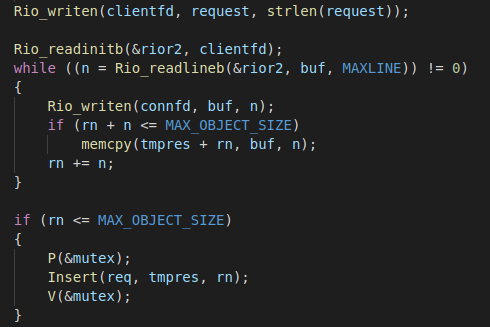 Rio_writen(clientfd, request, strlen(request));

Rio_readinitb(&rior2, clientfd);
while ((n = Rio_readlineb(&rior2, buf, MAXLINE)) != 0)
{
    Rio_writen(connfd, buf, n);
    if (rn + n <= MAX_OBJECT_SIZE)
        memcpy(tmpres + rn, buf, n);
    rn += n;
}

if (rn <= MAX_OBJECT_SIZE)
{
    P(&mutex);
    Insert(req, tmpres, rn);
    V(&mutex);
}